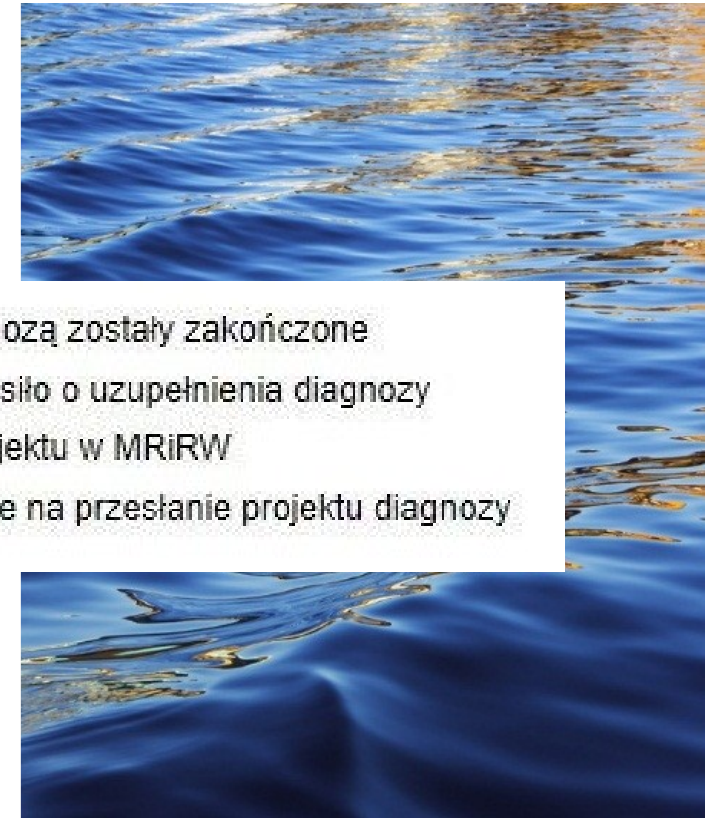 ozą zostały zakończone
siło o uzupełnienia diagnozy
jektu w MRiRW
e na przesłanie projektu diagnozy